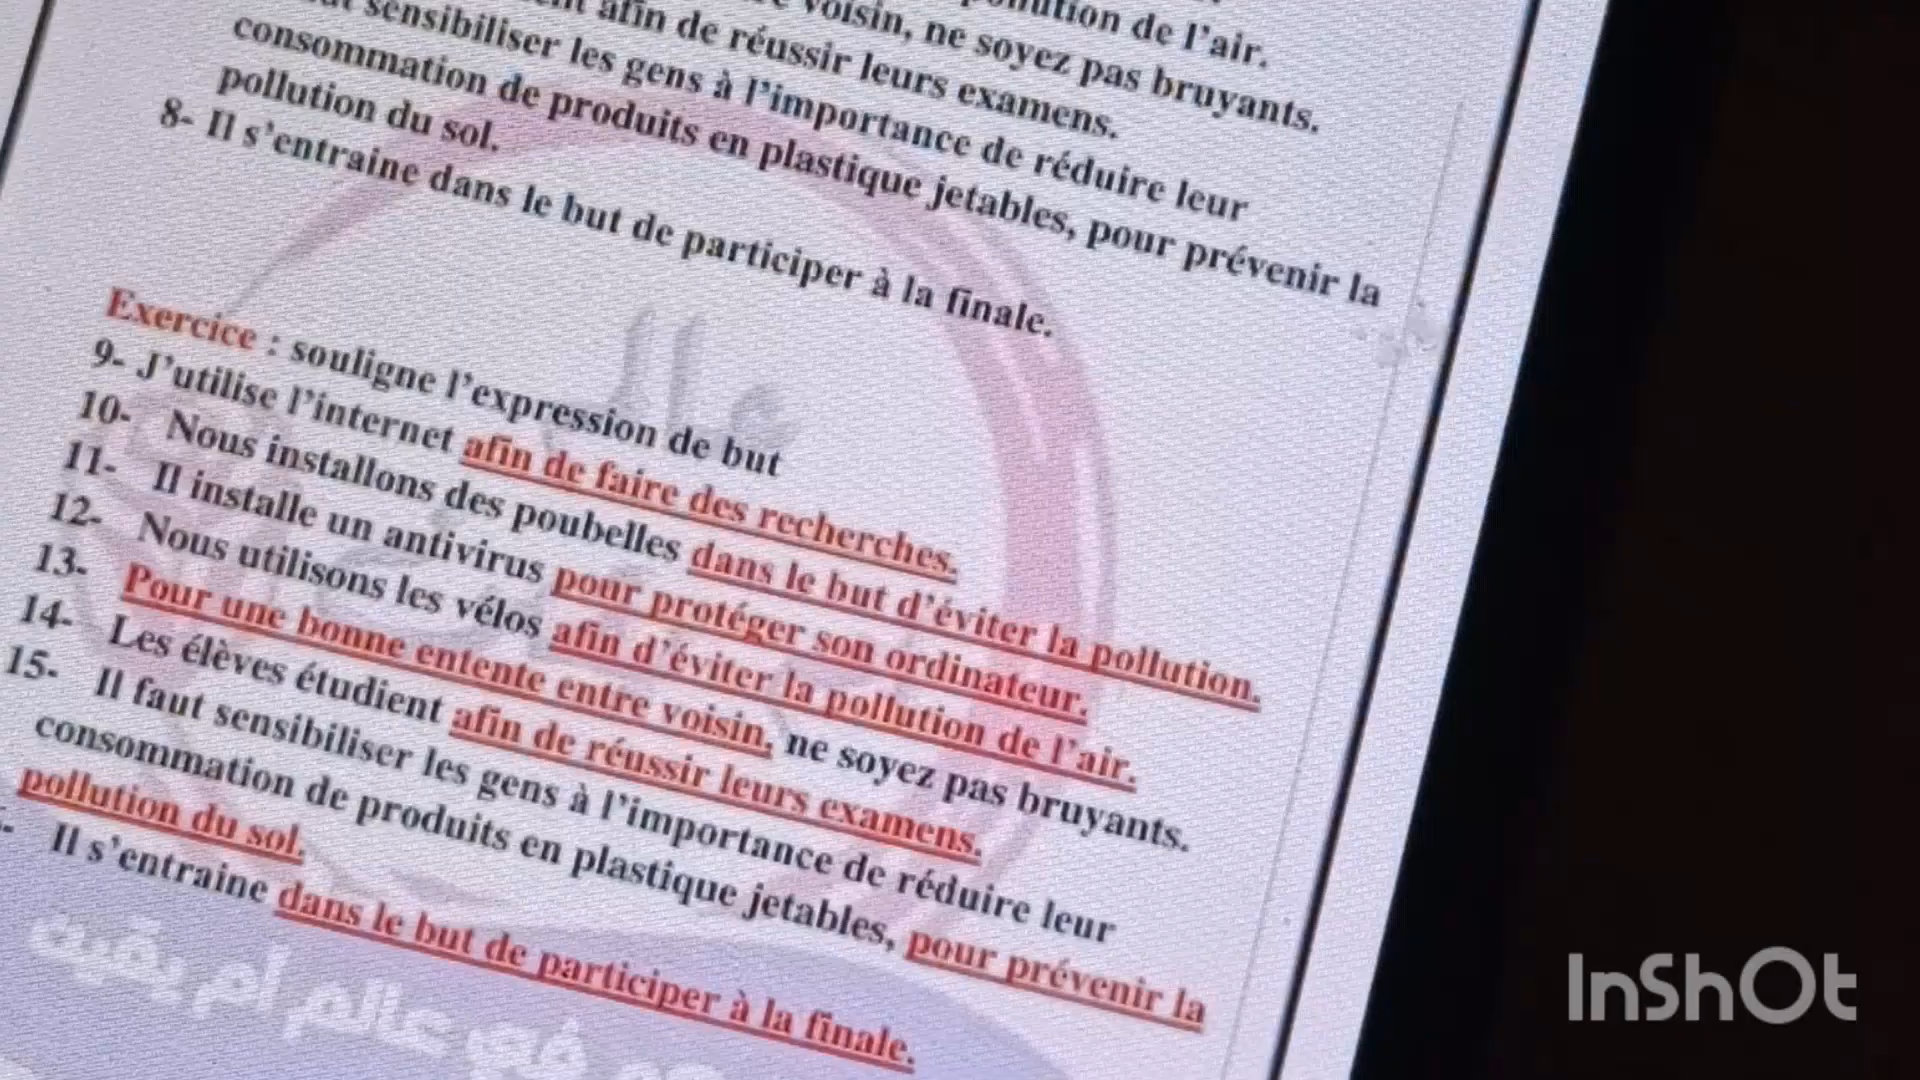 pollution de l'air.
voisin, ne soyez pas bruyants.
afin de réussir leurs examens.
sensibiliser les gens à l'importance de réduire leur
consommation de produits en plastique jetables, pour prévenir la
pollution du sol.
8- Il s'entraine dans le but de participer à la finale.
Exercice : souligne l'expression de but
9- J'utilise l'internet afin de faire des recherches.
10- Nous installons des poubelles dans le but d'éviter la pollution.
11- Il installe un antivirus pour protéger son ordinateur.
12- Nous utilisons les vélos afin d'éviter la pollution de l'air.
13- Pour une bonne entente entre voisin, ne soyez pas bruyants.
14- Les élèves étudient afin de réussir leurs examens.
15- Il faut sensibiliser les gens à l'importance de réduire leur
consommation de produits en plastique jetables, pour prévenir la
pollution du sol.
Il s'entraine dans le but de participer à la finale.
في عالم أم يقين
InShOt